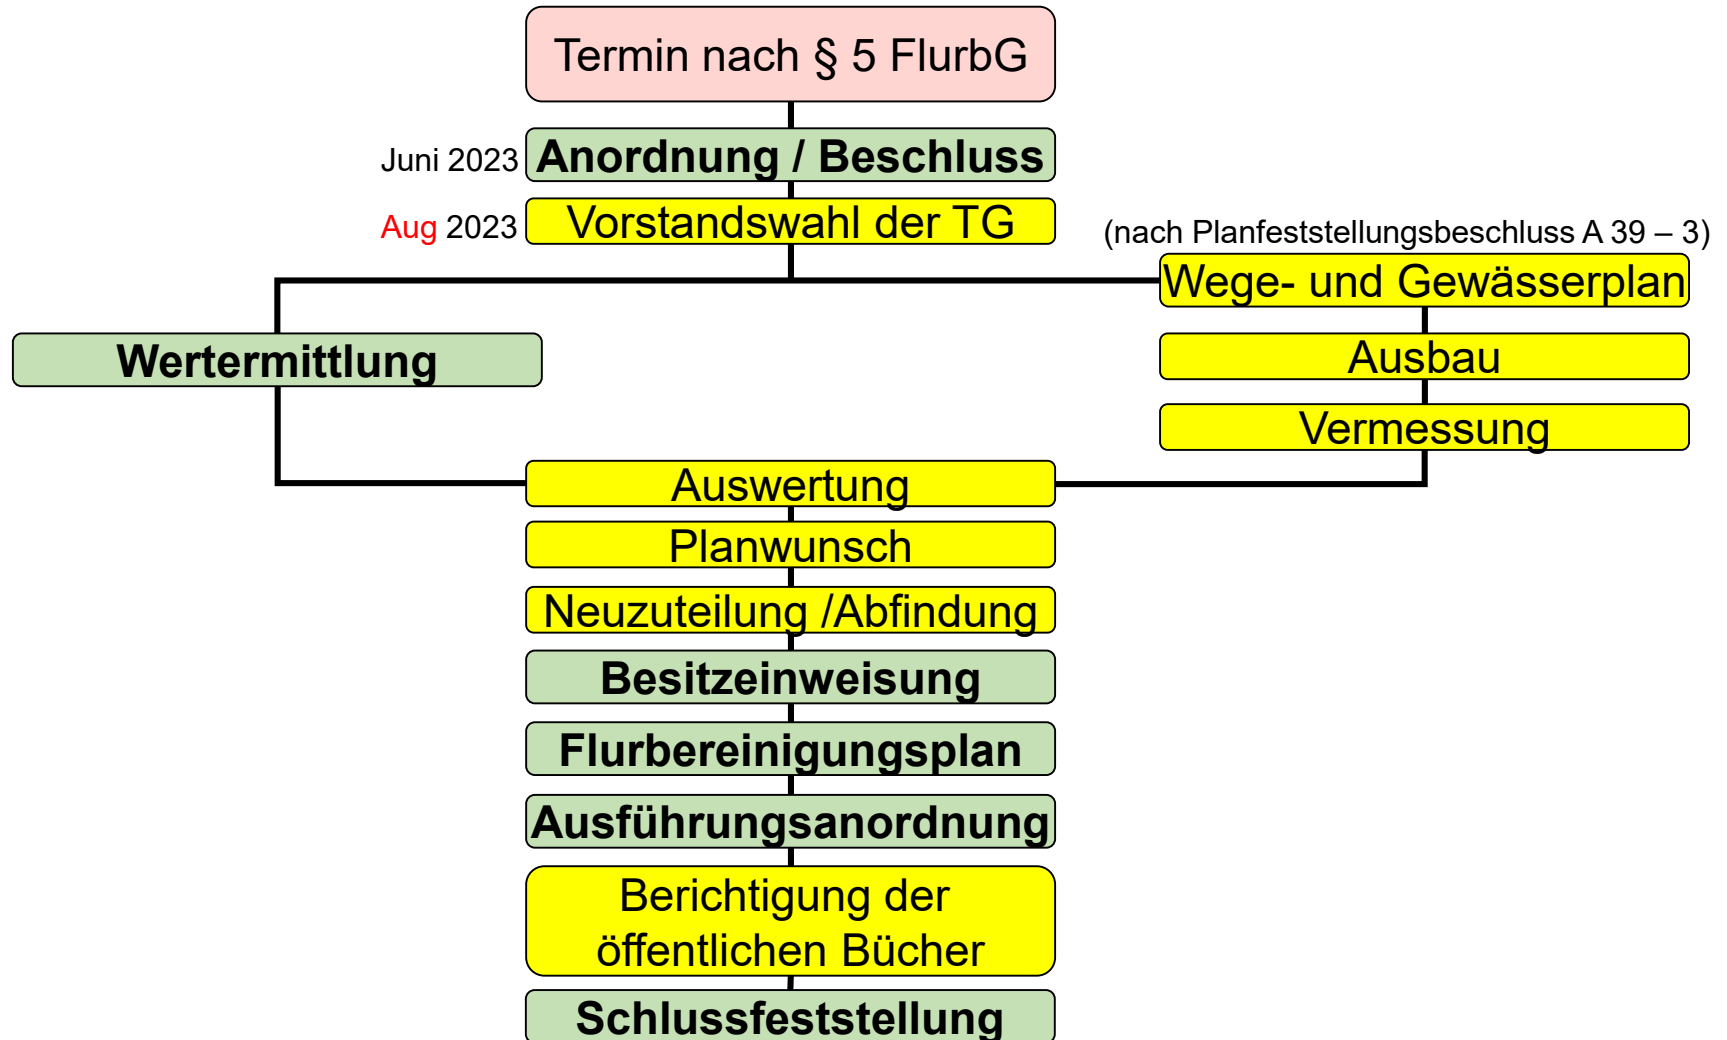 Termin nach § 5 FlurbG
Juni 2023 Anordnung / Beschluss
Aug 2023 Vorstandswahl der TG
(nach Planfeststellungsbeschluss A 39 – 3)
Wege- und Gewässerplan
Wertermittlung
Ausbau
Vermessung
Auswertung
Planwunsch
Neuzuteilung /Abfindung
Besitzeinweisung
Flurbereinigungsplan
Ausführungsanordnung
Berichtigung der
öffentlichen Bücher
Schlussfeststellung